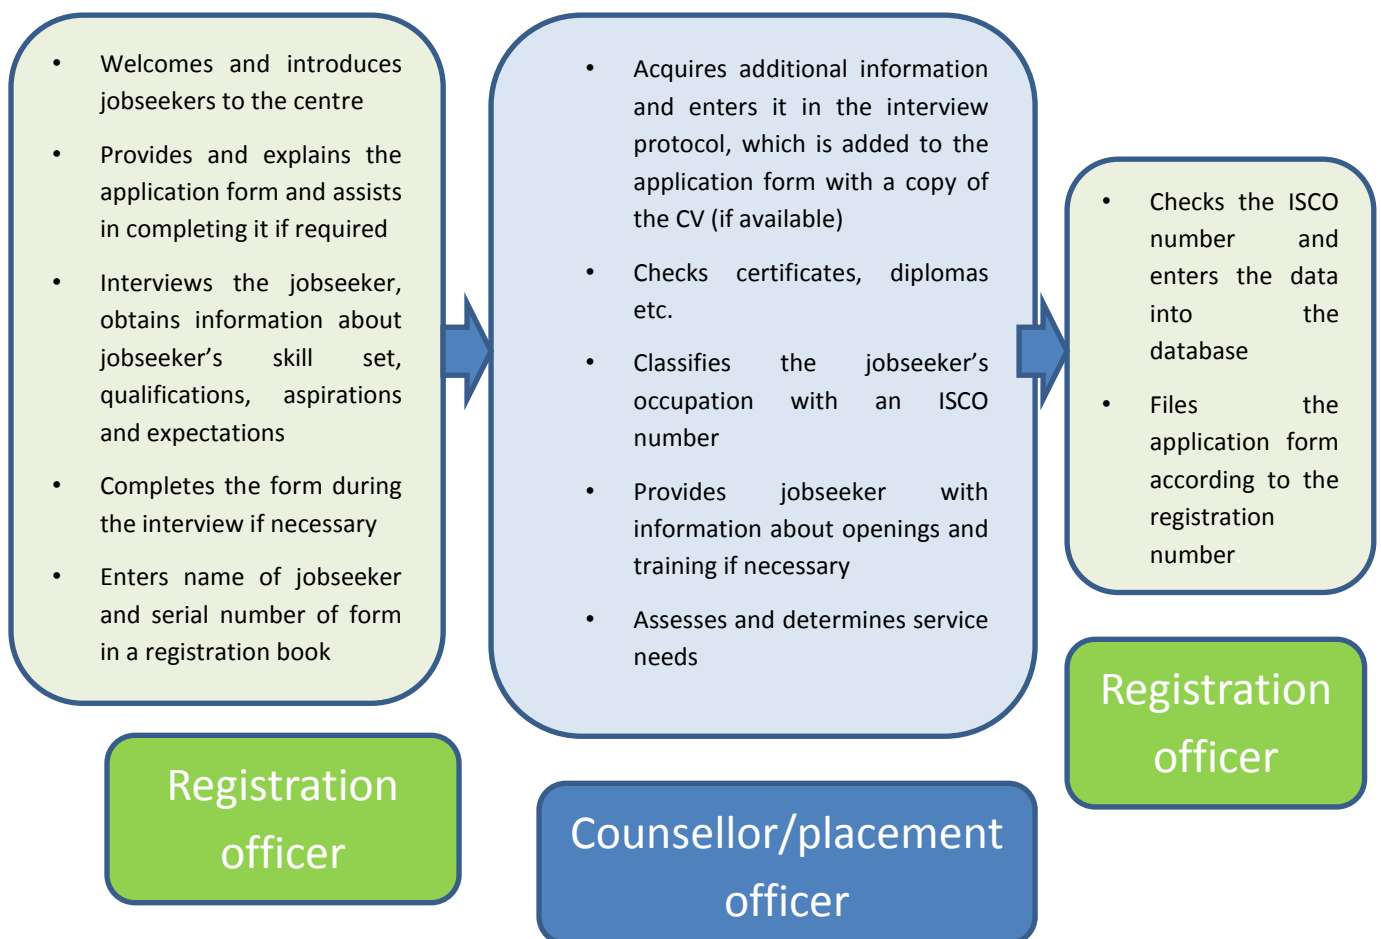 • Welcomes and introduces
jobseekers to the centre
• Provides and explains the
application form and assists
in completing it if required
• Interviews the jobseeker,
obtains information about
jobseeker’s skill set,
qualifications, aspirations
and expectations
• Completes the form during
the interview if necessary
• Enters name of jobseeker
and serial number of form
in a registration book
Registration
officer
• Acquires additional information
and enters it in the interview
protocol, which is added to the
application form with a copy of
the CV (if available)
• Checks certificates, diplomas
etc.
• Classifies the jobseeker’s
occupation with an ISCO
number
• Provides jobseeker with
information about openings and
training if necessary
• Assesses and determines service
needs
Counsellor/placement
officer
• Checks the ISCO
number and
enters the data
into the
database
• Files the
application form
according to the
registration
number.
Registration
officer